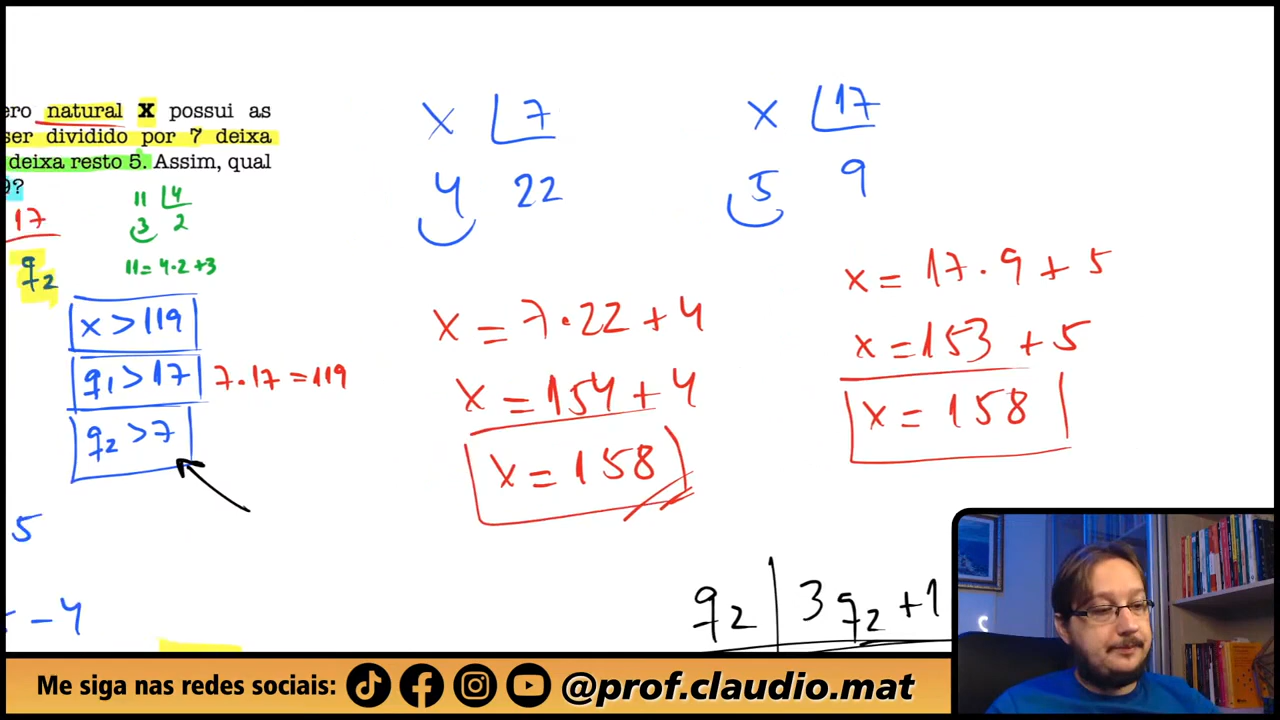 ero natural X possui as
ser dividido por 7 deixa
deixa resto 5. Assim, qual
9?
17
q2
11 4
3 2
11 = 4·2+3
x > 119
q1 > 17 7·17 = 119
q2 > 7
5
- 4
x 7
4 22
x = 7·22 + 4
x = 154 + 4
x = 158
x 17
5 9
x = 17·9 + 5
x = 153 + 5
x = 158
q2 | 3q2 + 1
Me siga nas redes sociais: @prof.claudio.mat